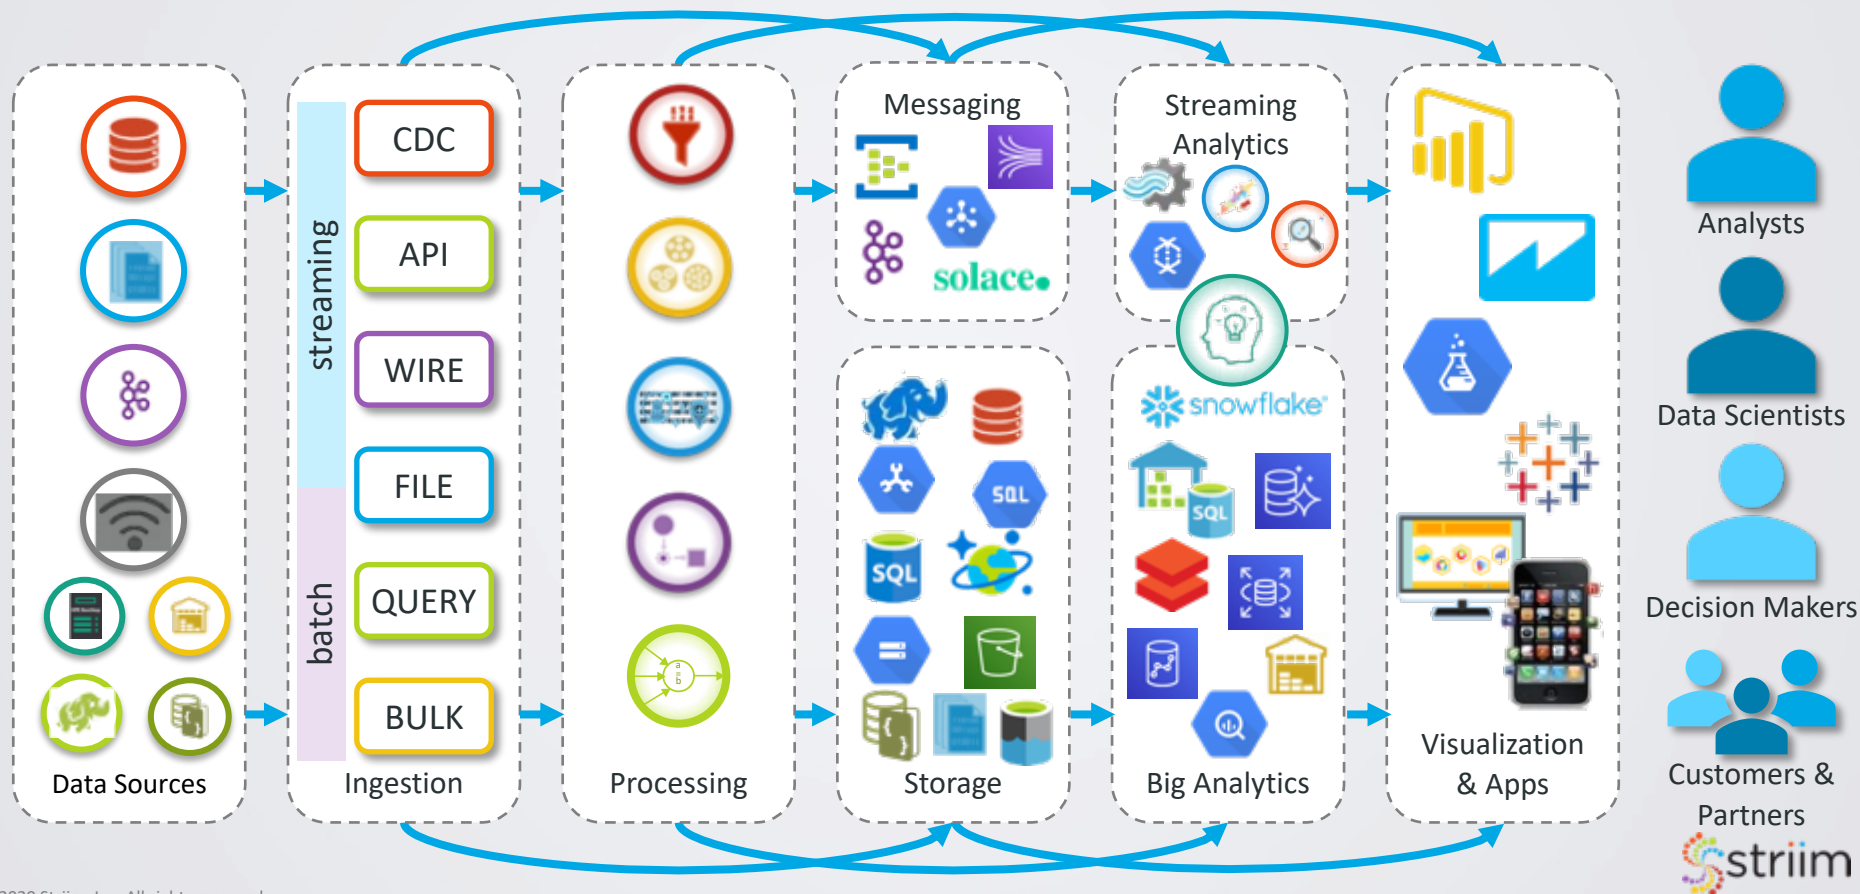 Data Sources
streaming
batch
CDC
API
WIRE
FILE
QUERY
BULK
Ingestion
a
=
b
Processing
Messaging
solace
Streaming
Analytics
SQL
SQL
Storage
snowflake
SQL
Big Analytics
Visualization
& Apps
Analysts
Data Scientists
Decision Makers
Customers &
Partners
striim